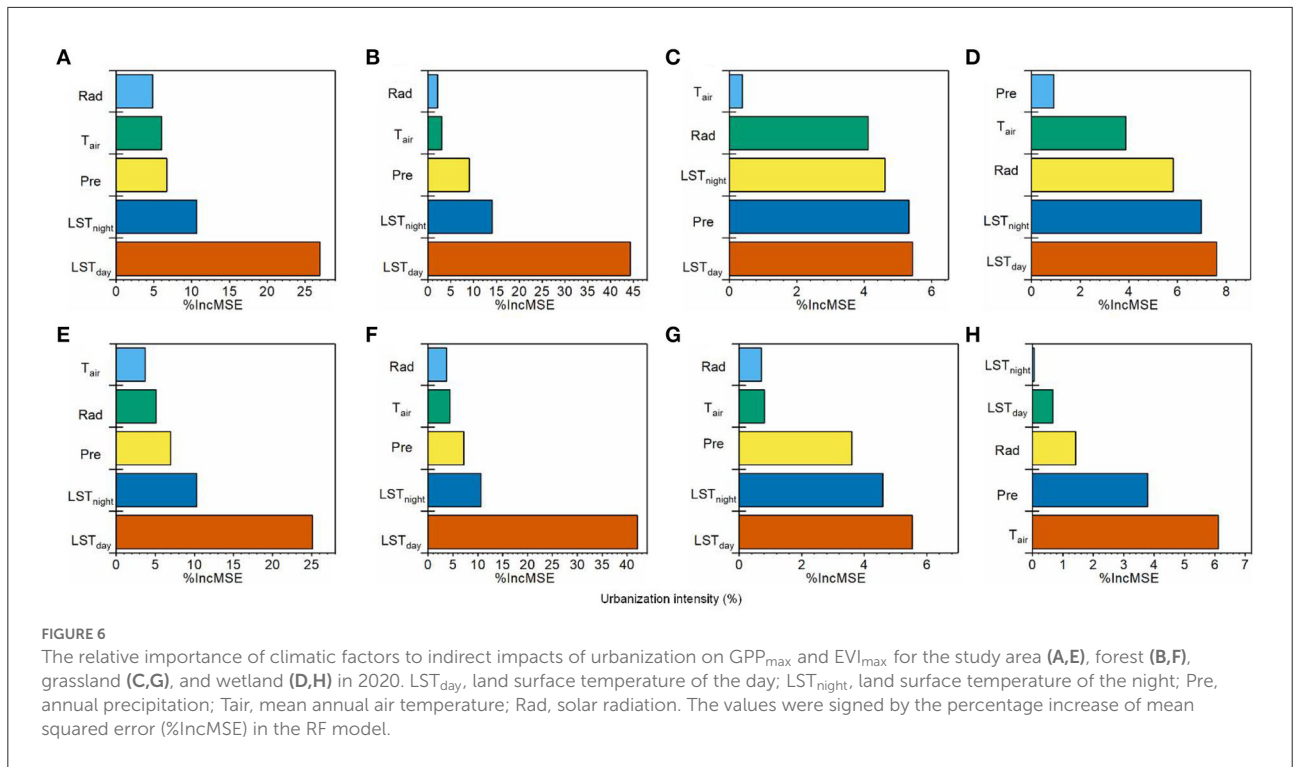 A
Rad
Tair
Pre
LSTnight
LSTday
0 5 10 15 20 25
%IncMSE
B
Rad
Tair
Pre
LSTnight
LSTday
0 5 10 15 20 25 30 35 40 45
%IncMSE
C
Tair
Rad
LSTnight
Pre
LSTday
0 2 4 6
%IncMSE
D
Pre
Tair
Rad
LSTnight
LSTday
0 2 4 6 8
%IncMSE
E
Tair
Rad
Pre
LSTnight
LSTday
0 5 10 15 20 25
%IncMSE
F
Rad
Tair
Pre
LSTnight
LSTday
0 5 10 15 20 25 30 35 40
%IncMSE
G
Rad
Tair
Pre
LSTnight
LSTday
0 2 4 6
%IncMSE
H
LSTnight
LSTday
Rad
Pre
Tair
0 1 2 3 4 5 6 7
%IncMSE
Urbanization intensity (%)
FIGURE 6
The relative importance of climatic factors to indirect impacts of urbanization on GPPmax and EVImax for the study area (A,E), forest (B,F),
grassland (C,G), and wetland (D,H) in 2020. LSTday, land surface temperature of the day; LSTnight, land surface temperature of the night; Pre,
annual precipitation; Tair, mean annual air temperature; Rad, solar radiation. The values were signed by the percentage increase of mean
squared error (%IncMSE) in the RF model.